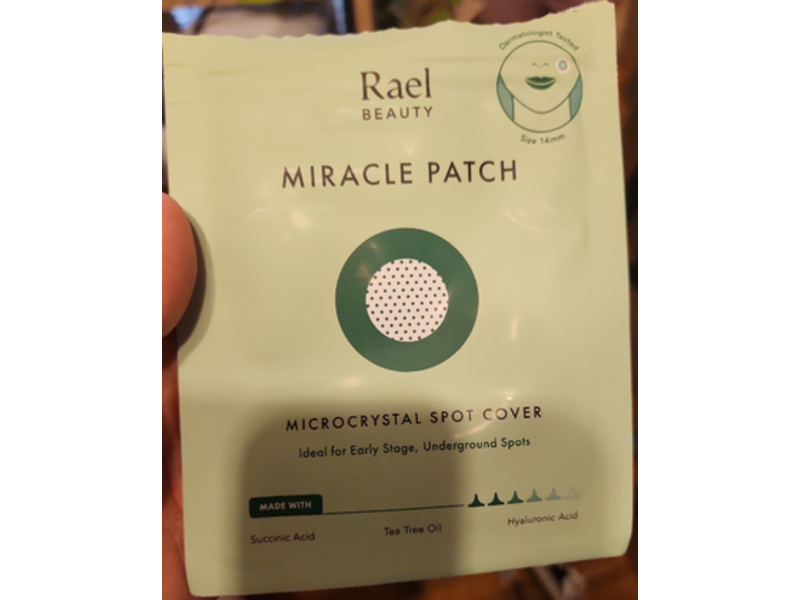 Dermatologist Tested
Rael
BEAUTY
Size 14mm
MIRACLE PATCH
MICROCRYSTAL SPOT COVER
Ideal for Early Stage, Underground Spots
MADE WITH
Succinic Acid Tea Tree Oil Hyaluronic Acid